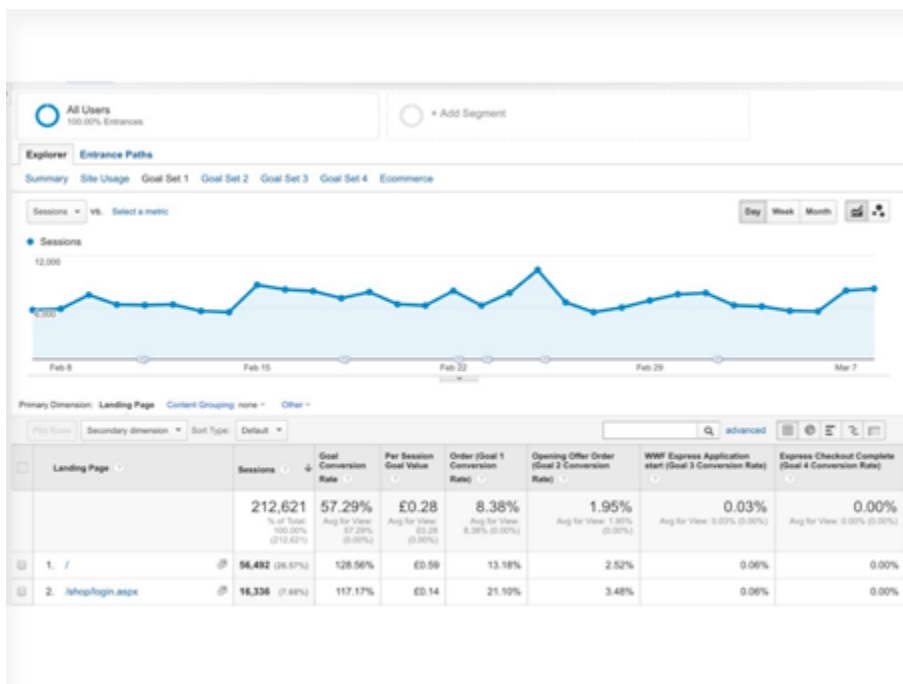 All Users
100.00% Entrances
+ Add Segment
Explorer Entrance Paths
Summary Site Usage Goal Set 1 Goal Set 2 Goal Set 3 Goal Set 4 Ecommerce
Sessions VS. Select a metric Day Week Month
Sessions
12,000
6,000
Feb 8 Feb 15 Feb 22 Feb 29 Mar 7
Primary Dimension: Landing Page Content Grouping: none Other
Plot Rows Secondary dimension Sort Type: Default advanced
Landing Page
Sessions
Goal
Conversion
Rate
Per Session
Goal Value
Order (Goal 1
Conversion
Rate)
Opening Offer Order
(Goal 2 Conversion
Rate)
WWF Express Application
start (Goal 3 Conversion Rate)
Express Checkout Complete
(Goal 4 Conversion Rate)
212,621
% of Total:
100.00%
(212,621)
57.29%
Avg for View:
57.29%
(0.00%)
£0.28
Avg for View:
£0.28
(0.00%)
8.38%
Avg for View:
8.38% (0.00%)
1.95%
Avg for View: 1.95%
(0.00%)
0.03%
Avg for View: 0.03% (0.00%)
0.00%
Avg for View: 0.00% (0.00%)
1. / 56,492 (26.57%) 128.56% £0.59 13.18% 2.52% 0.06% 0.00%
2. /shop/login.aspx 16,336 (7.68%) 117.17% £0.14 21.10% 3.48% 0.06% 0.00%